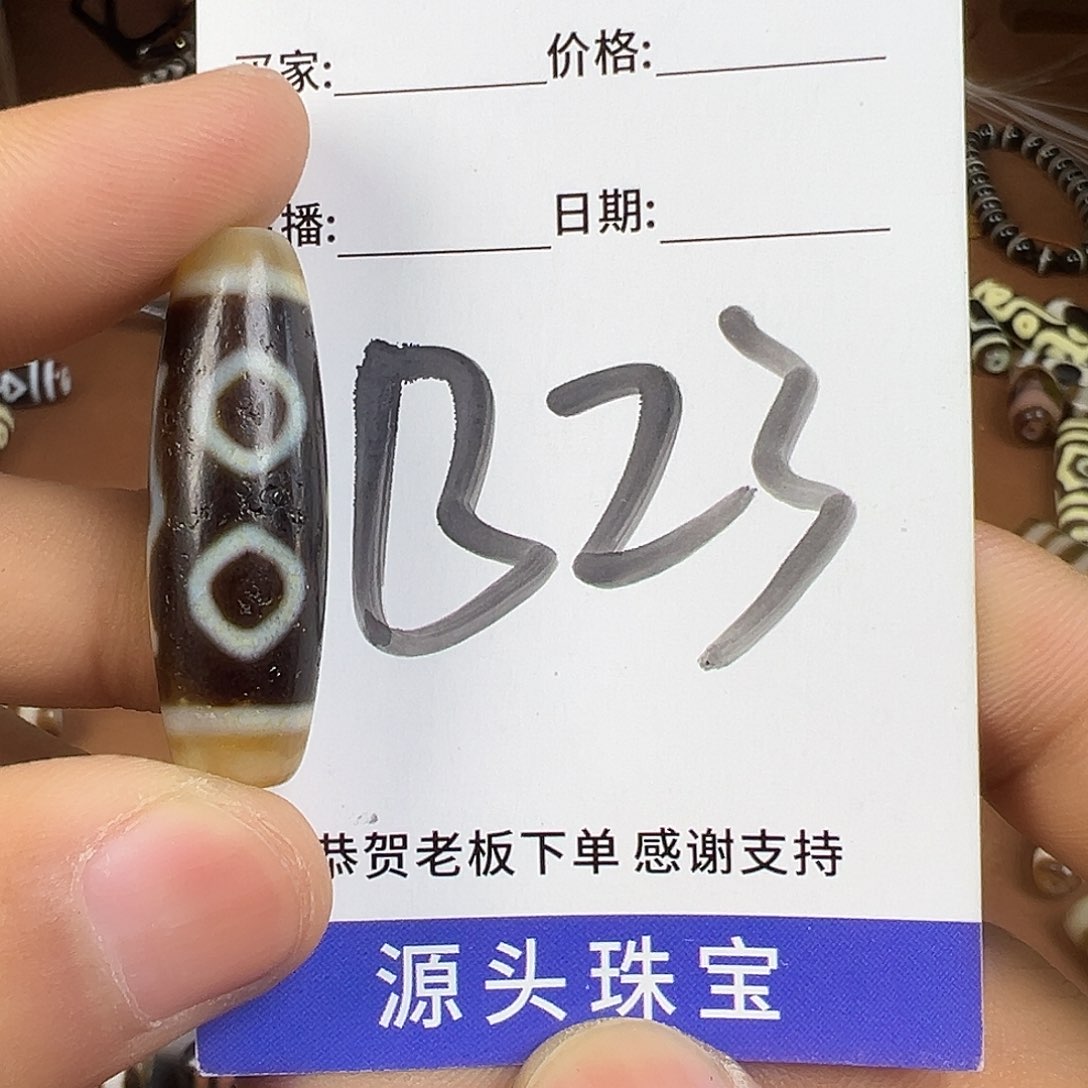 买家: 价格:
播: 日期:
B23
恭贺老板下单 感谢支持
源头珠宝